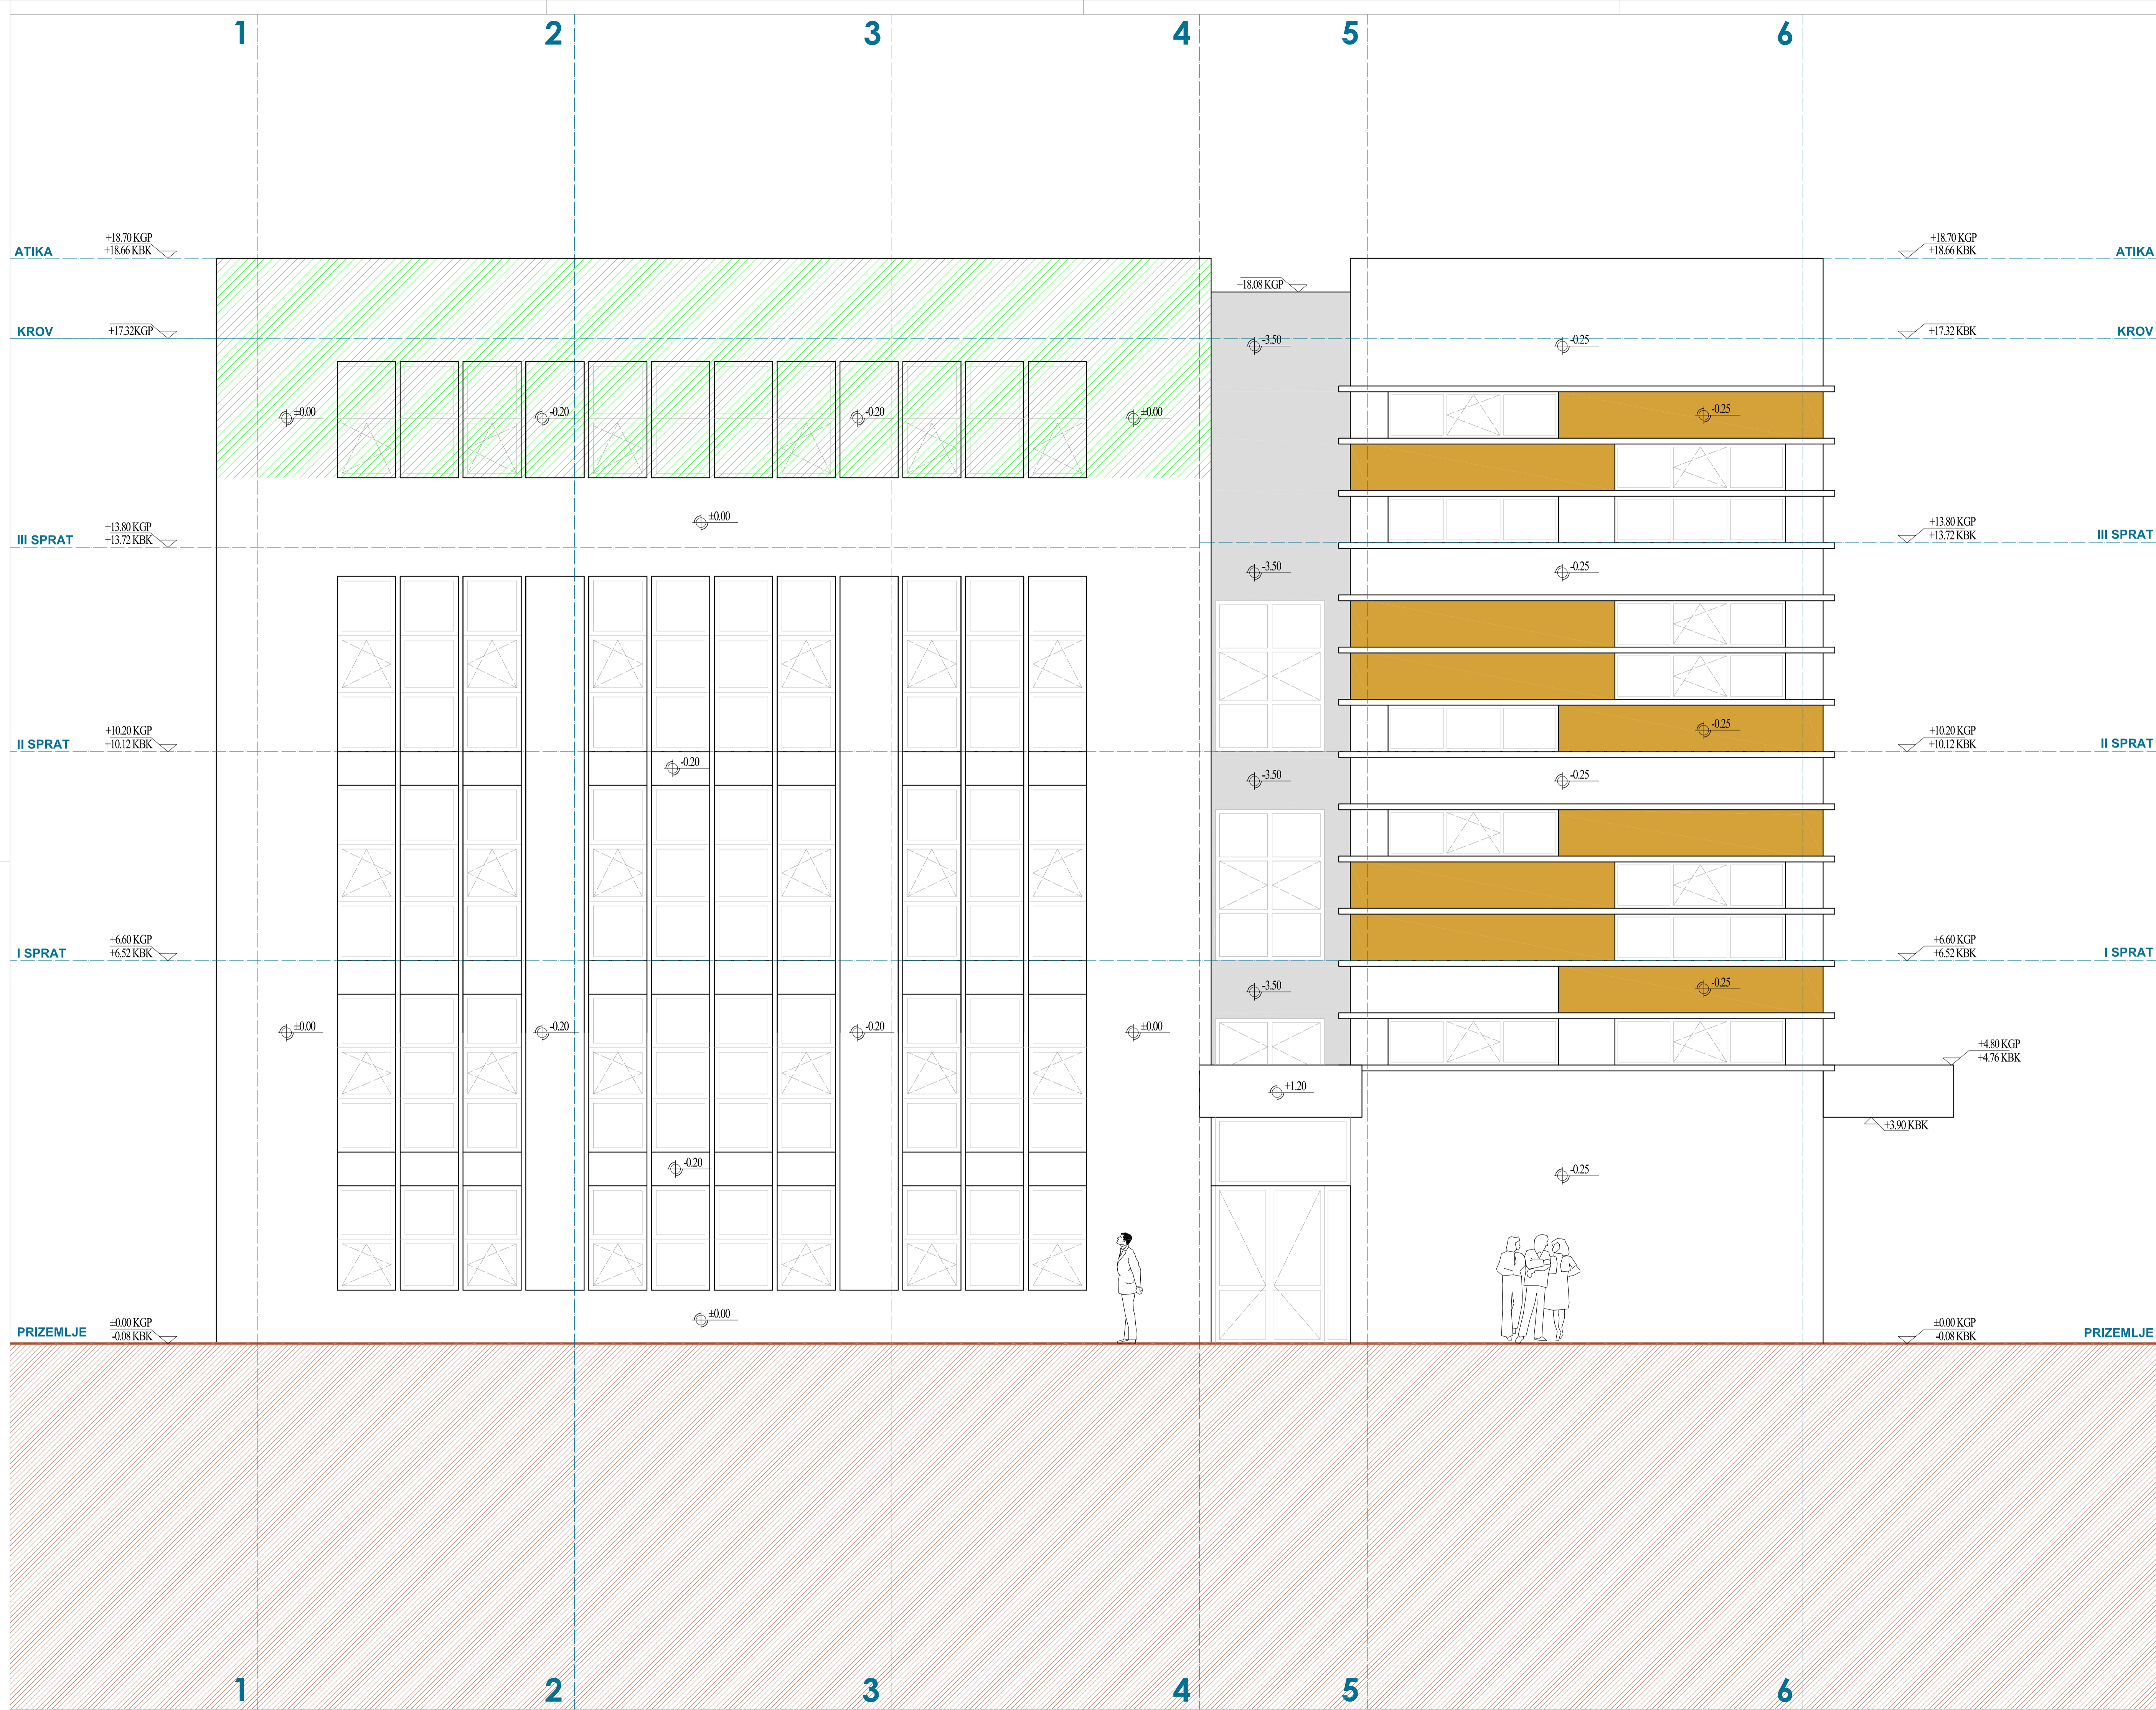 1 2 3 4 5 6
+18.70 KGP
ATIKA +18.66 KBK
+18.70 KGP
+18.66 KBK ATIKA
+18.08 KGP
KROV +17.32KGP
-3.50
-0.25
+17.32 KBK KROV
±0.00
-0.20
-0.20
±0.00
-0.25
±0.00
+13.80 KGP
III SPRAT +13.72 KBK
+13.80 KGP
+13.72 KBK III SPRAT
-3.50
-0.25
+10.20 KGP
II SPRAT +10.12 KBK
-0.25
+10.20 KGP
+10.12 KBK II SPRAT
-0.20
-3.50
-0.25
+6.60 KGP
I SPRAT +6.52 KBK
+6.60 KGP
+6.52 KBK I SPRAT
-3.50
-0.25
±0.00
-0.20
-0.20
±0.00
+4.80 KGP
+4.76 KBK
+1.20
+3.90 KBK
-0.20
-0.25
±0.00
±0.00 KGP
PRIZEMLJE -0.08 KBK
±0.00 KGP
-0.08 KBK PRIZEMLJE
1 2 3 4 5 6